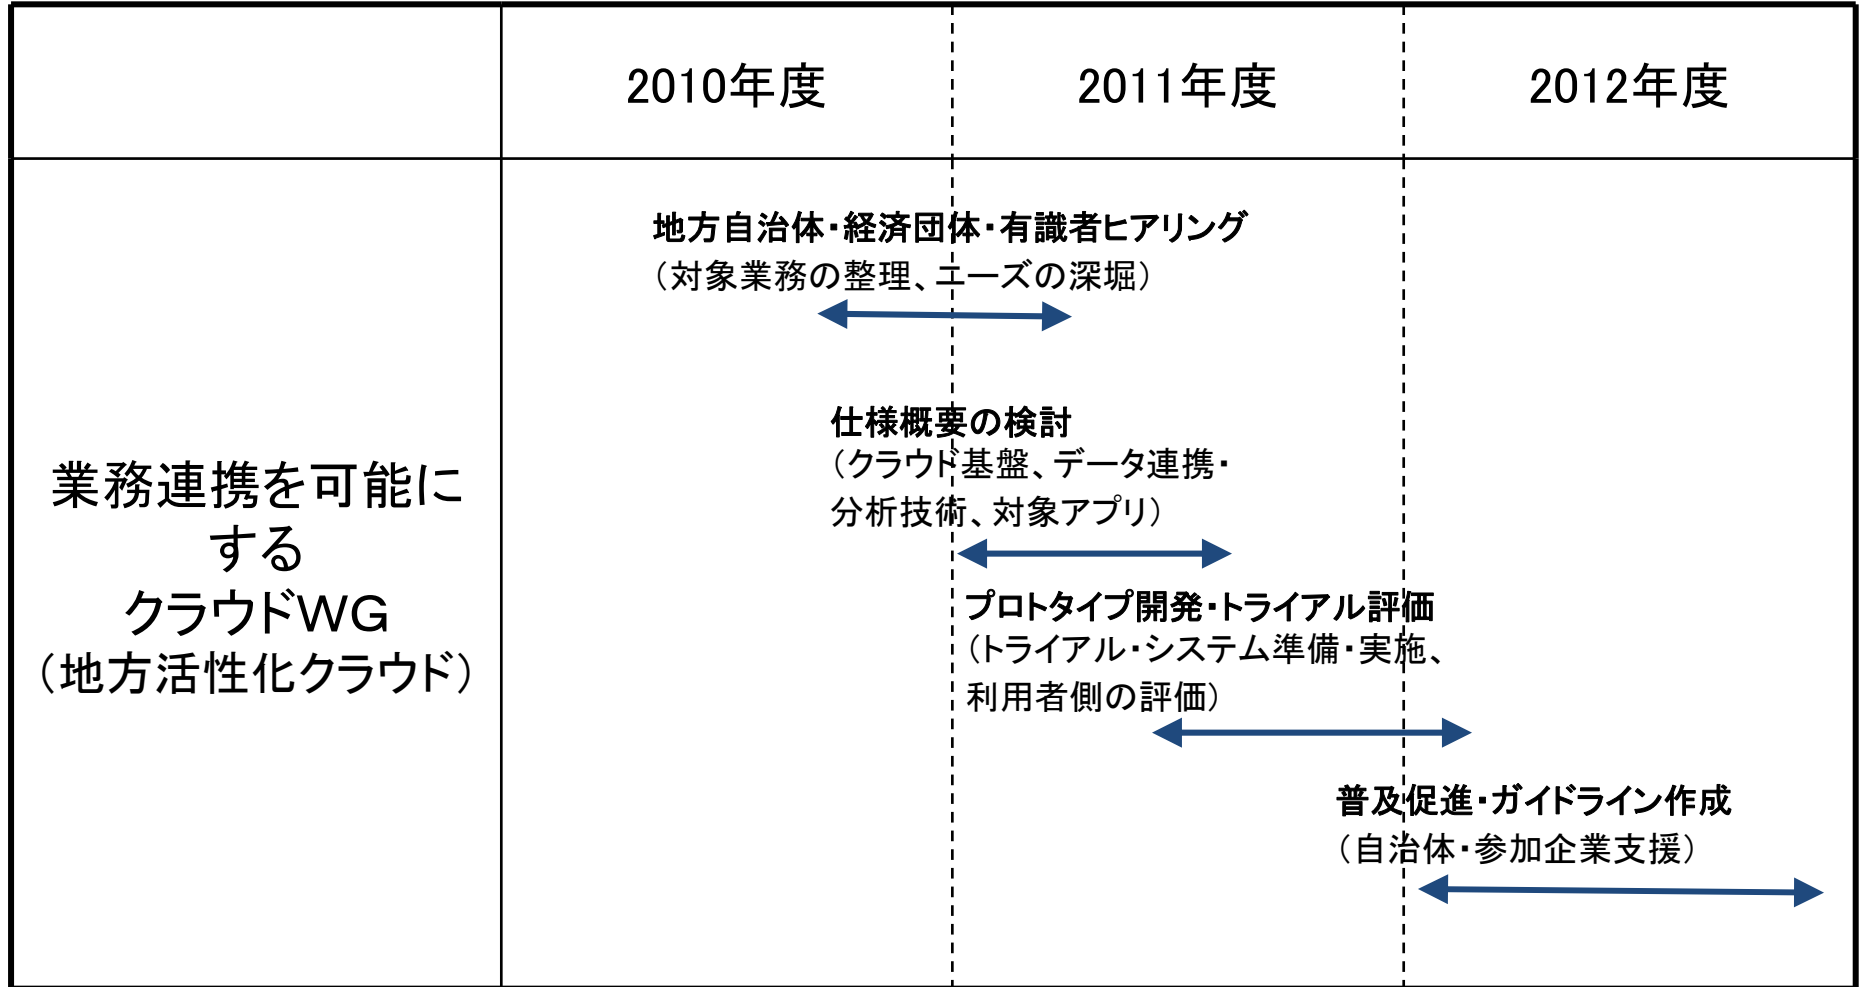 2010年度
2011年度
2012年度
業務連携を可能に
する
クラウドWG
（地方活性化クラウド）
地方自治体・経済団体・有識者ヒアリング
（対象業務の整理、ニーズの深堀）
仕様概要の検討
（クラウド基盤、データ連携・
分析技術、対象アプリ）
プロトタイプ開発・トライアル評価
（トライアル・システム準備・実施、
利用者側の評価）
普及促進・ガイドライン作成
（自治体・参加企業支援）